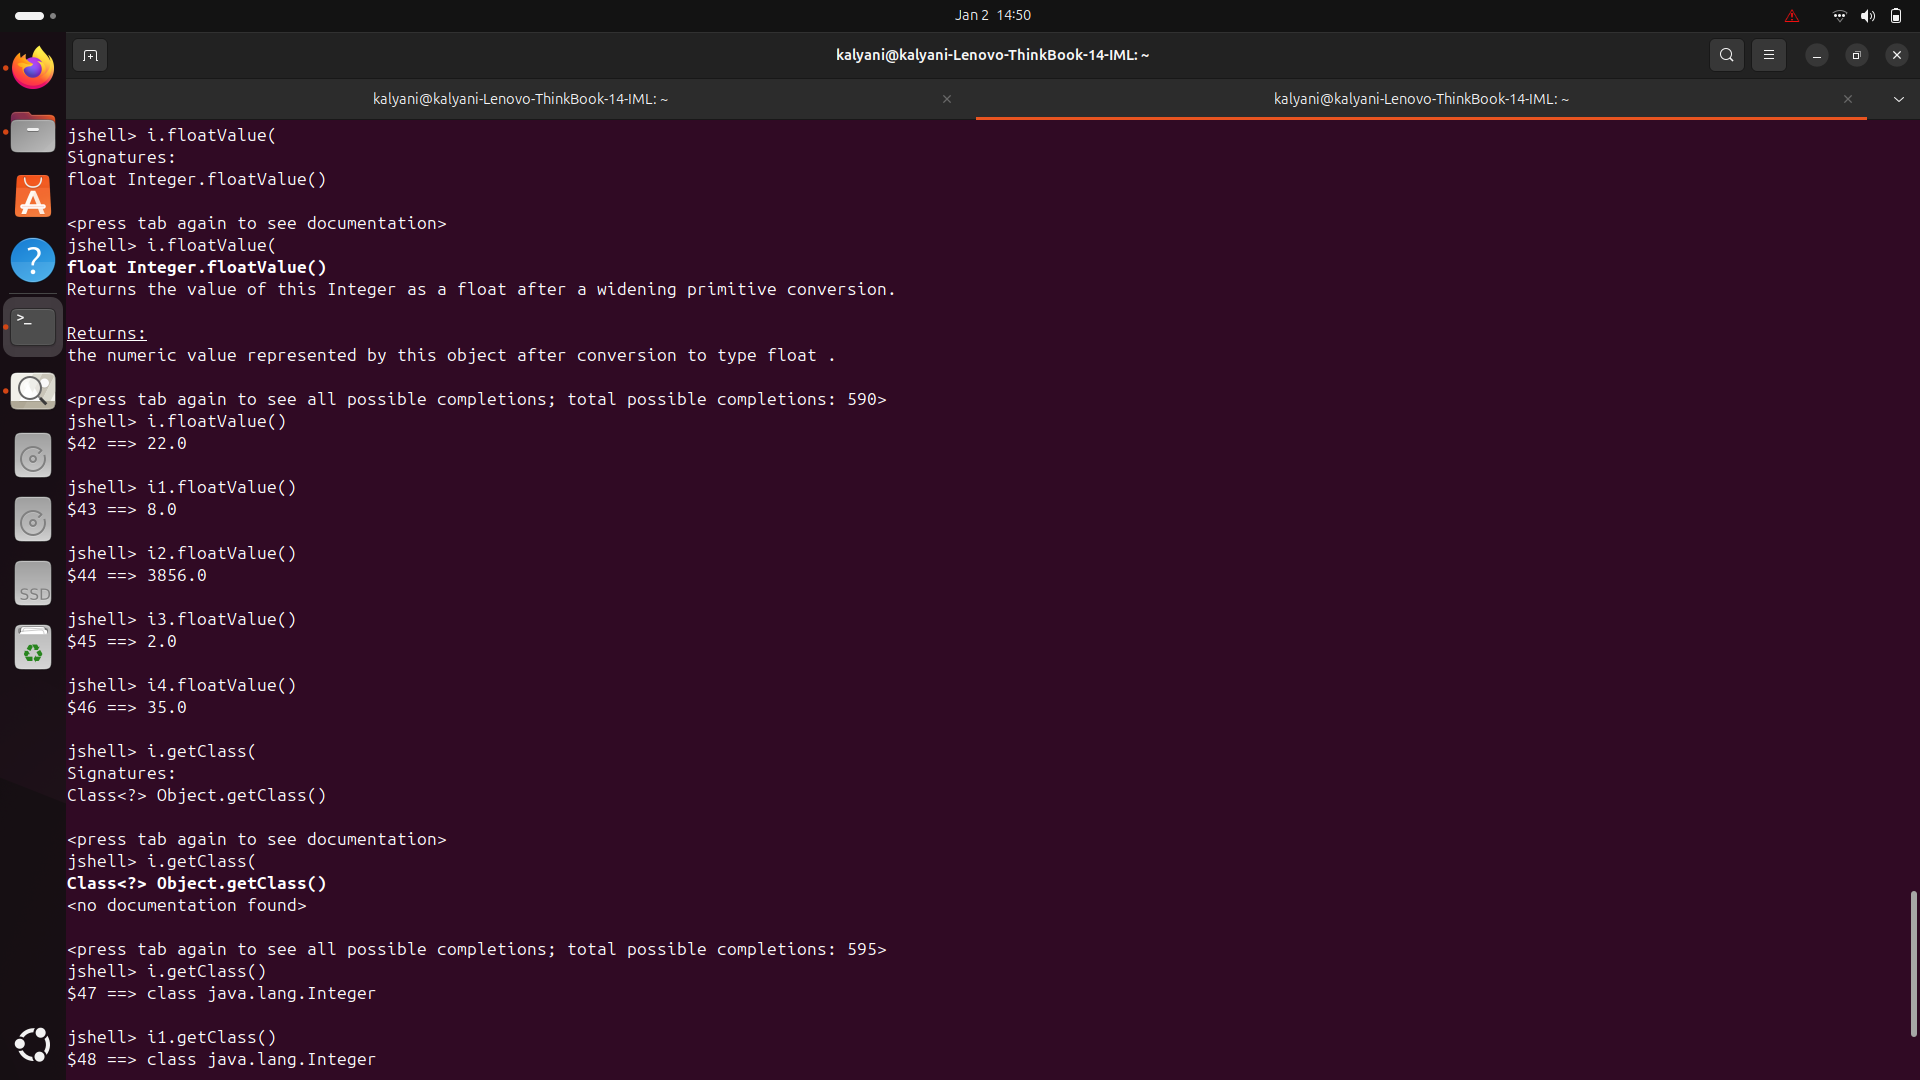 Jan 2 14:50
kalyani@kalyani-Lenovo-ThinkBook-14-IML: ~
kalyani@kalyani-Lenovo-ThinkBook-14-IML: ~
kalyani@kalyani-Lenovo-ThinkBook-14-IML: ~
jshell> i.floatValue(
Signatures:
float Integer.floatValue()
<press tab again to see documentation>
jshell> i.floatValue(
float Integer.floatValue()
Returns the value of this Integer as a float after a widening primitive conversion.
Returns:
the numeric value represented by this object after conversion to type float .
<press tab again to see all possible completions; total possible completions: 590>
jshell> i.floatValue()
$42 ==> 22.0
jshell> i1.floatValue()
$43 ==> 8.0
jshell> i2.floatValue()
$44 ==> 3856.0
jshell> i3.floatValue()
$45 ==> 2.0
jshell> i4.floatValue()
$46 ==> 35.0
jshell> i.getClass(
Signatures:
Class<?> Object.getClass()
<press tab again to see documentation>
jshell> i.getClass(
Class<?> Object.getClass()
<no documentation found>
<press tab again to see all possible completions; total possible completions: 595>
jshell> i.getClass()
$47 ==> class java.lang.Integer
jshell> i1.getClass()
$48 ==> class java.lang.Integer
SSD